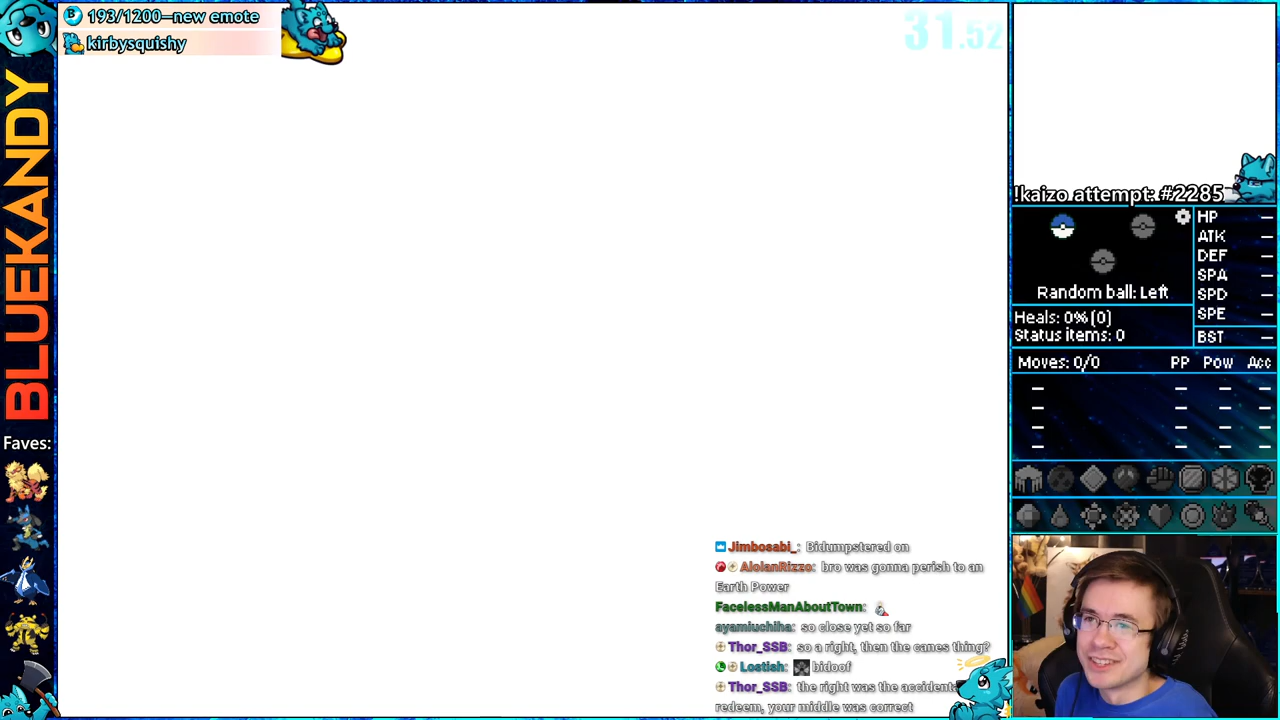 193/1200—new emote
kirbysquishy
31.52
BLUEKANDY
Faves:
!kaizo attempt: #2285
Random ball: Left
Heals: 0% (0)
Status items: 0
HP —
ATK —
DEF —
SPA —
SPD —
SPE —
BST —
Moves: 0/0 PP Pow Acc
— — — —
— — — —
— — — —
— — — —
Jimbosabi_: Bidumpstered on
AlolanRizzo: bro was gonna perish to an
Earth Power
FacelessManAboutTown:
ayamiuchiha: so close yet so far
Thor_SSB: so a right, then the canes thing?
Lostish: bidoof
Thor_SSB: the right was the
redeem, your middle was correct